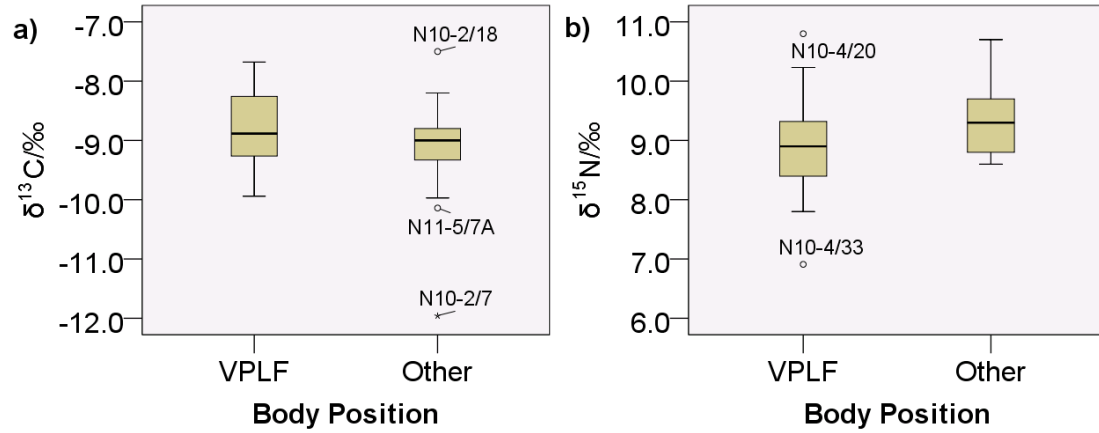 a)
-7.0
-8.0
-9.0
-10.0
-11.0
-12.0
δ¹³C/‰
N10-2/18
N11-5/7A
N10-2/7
VPLF Other
Body Position
b)
11.0
10.0
9.0
8.0
7.0
6.0
δ¹⁵N/‰
N10-4/20
N10-4/33
VPLF Other
Body Position